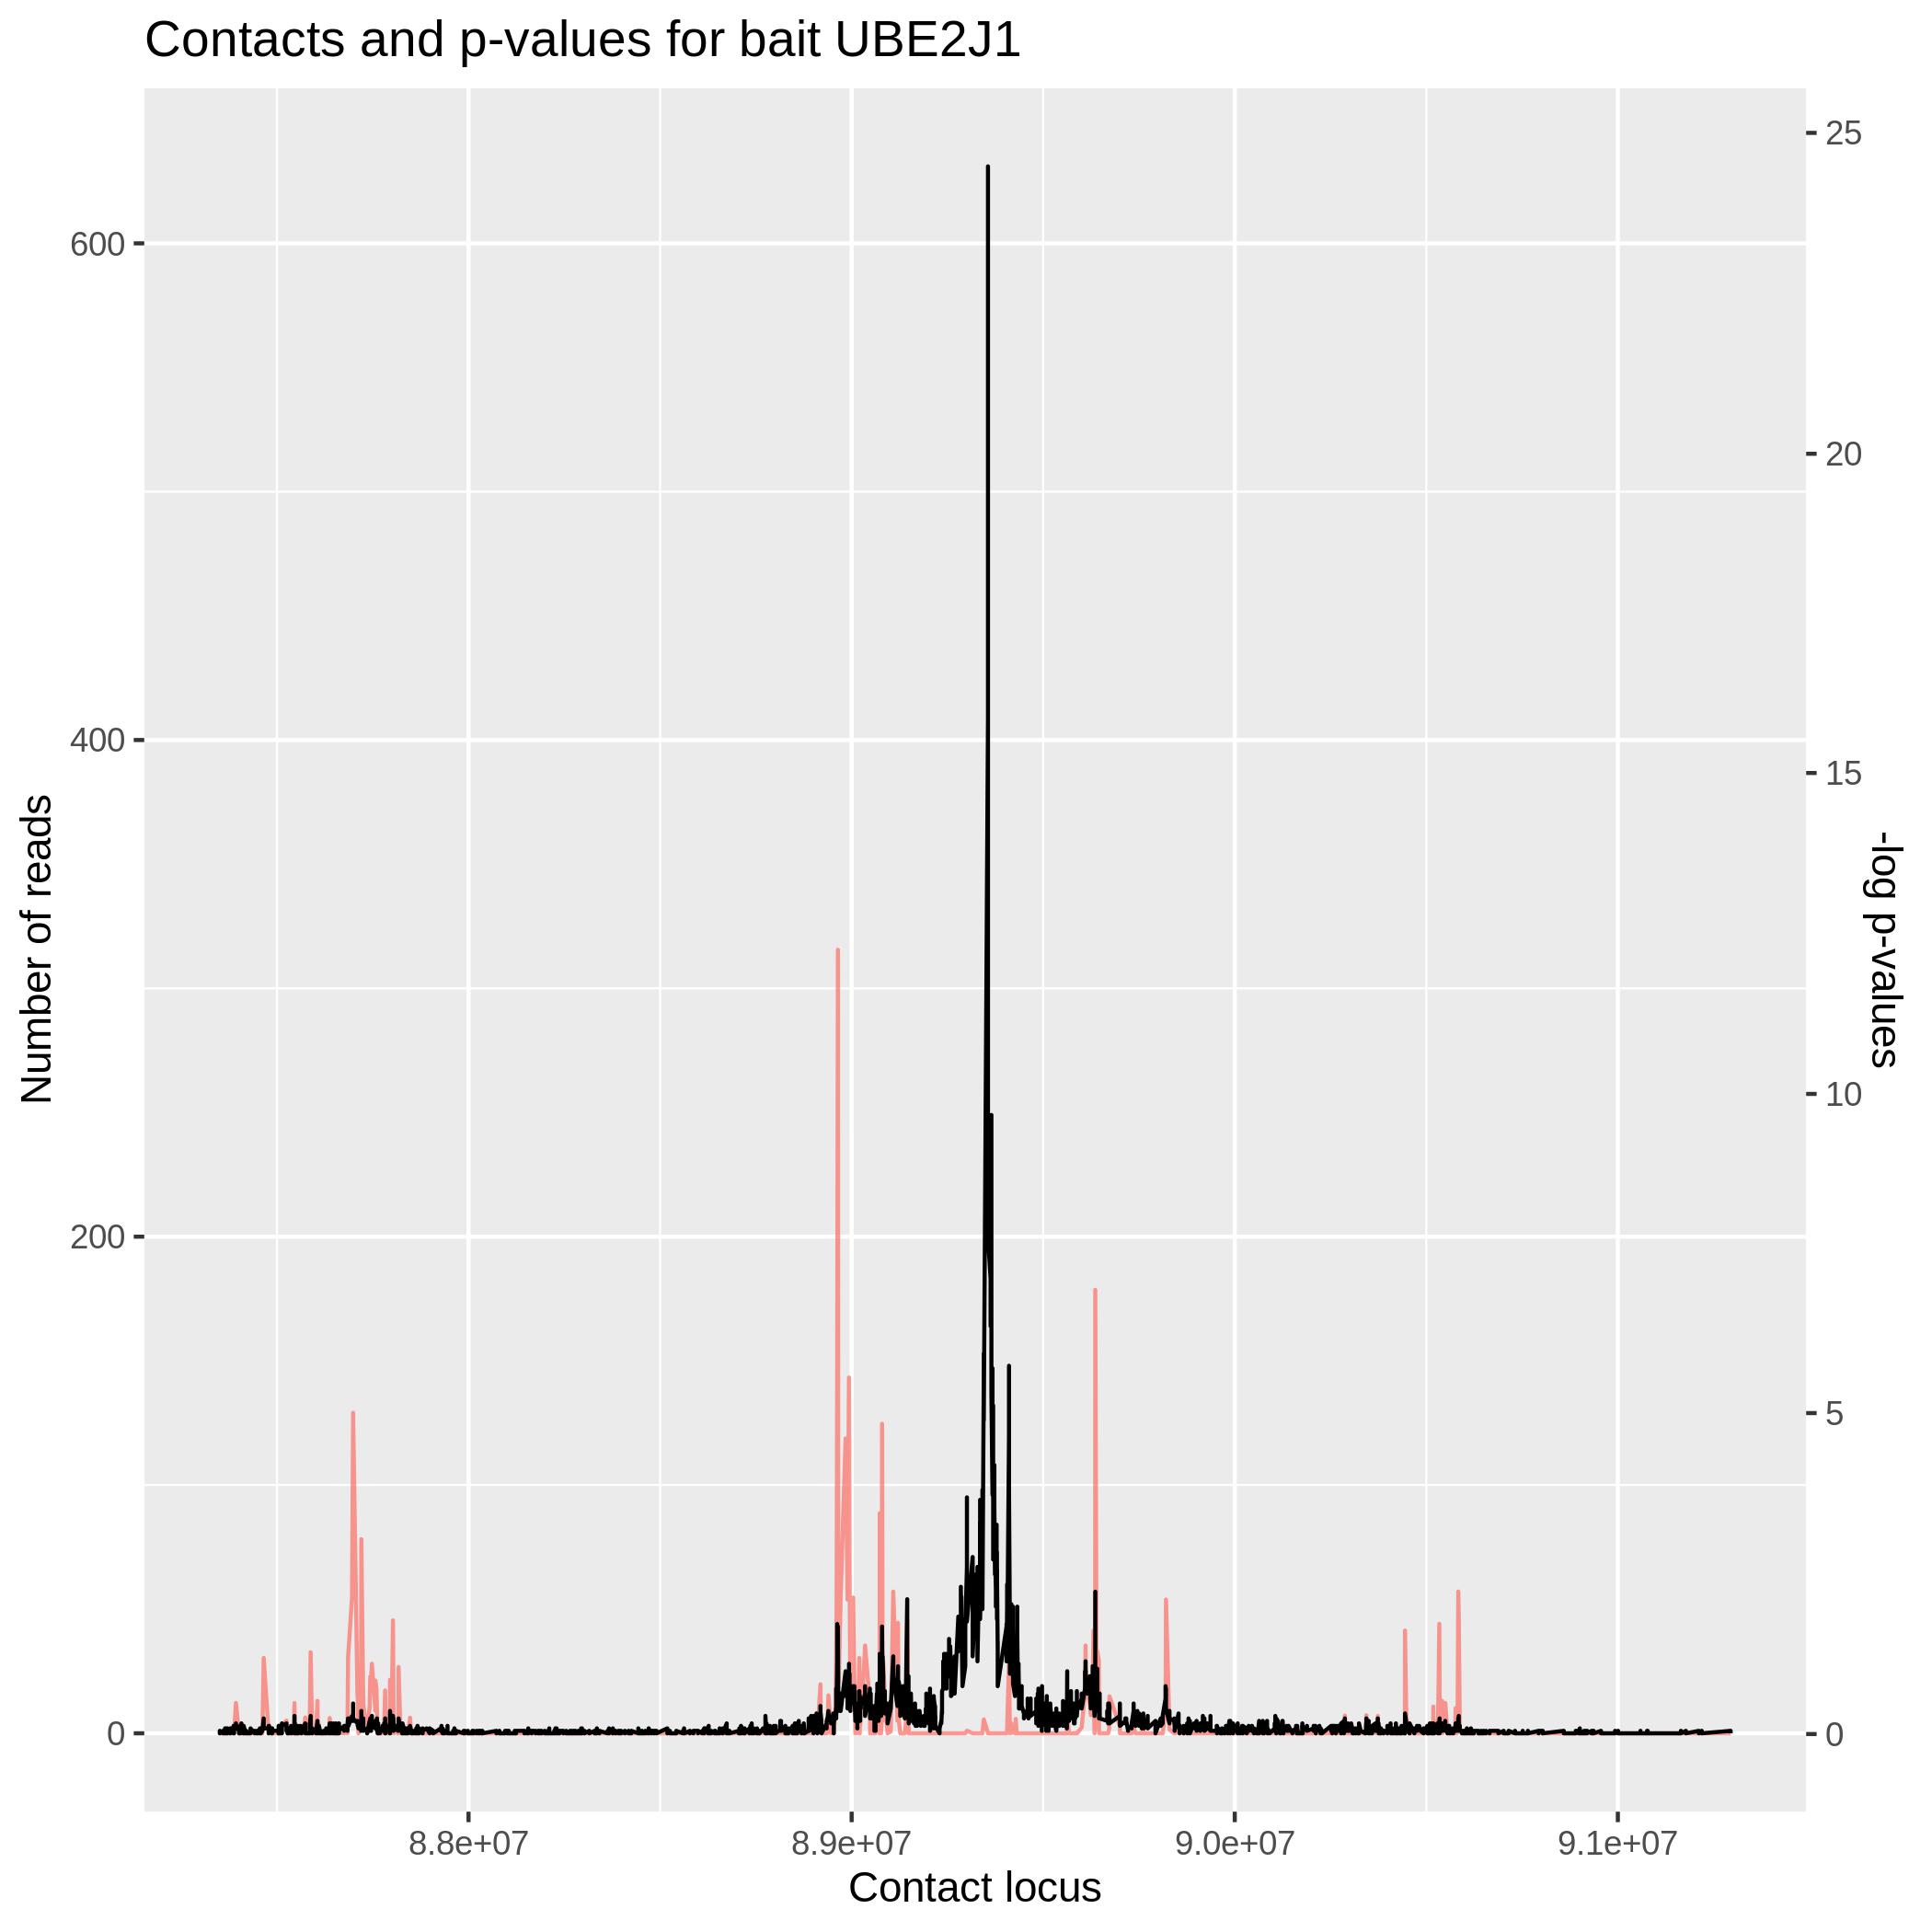 Contacts and p-values for bait UBE2J1
Number of reads
600
400
200
0
25
20
15
10
5
0
-log p-values
8.8e+07
8.9e+07
9.0e+07
9.1e+07
Contact locus